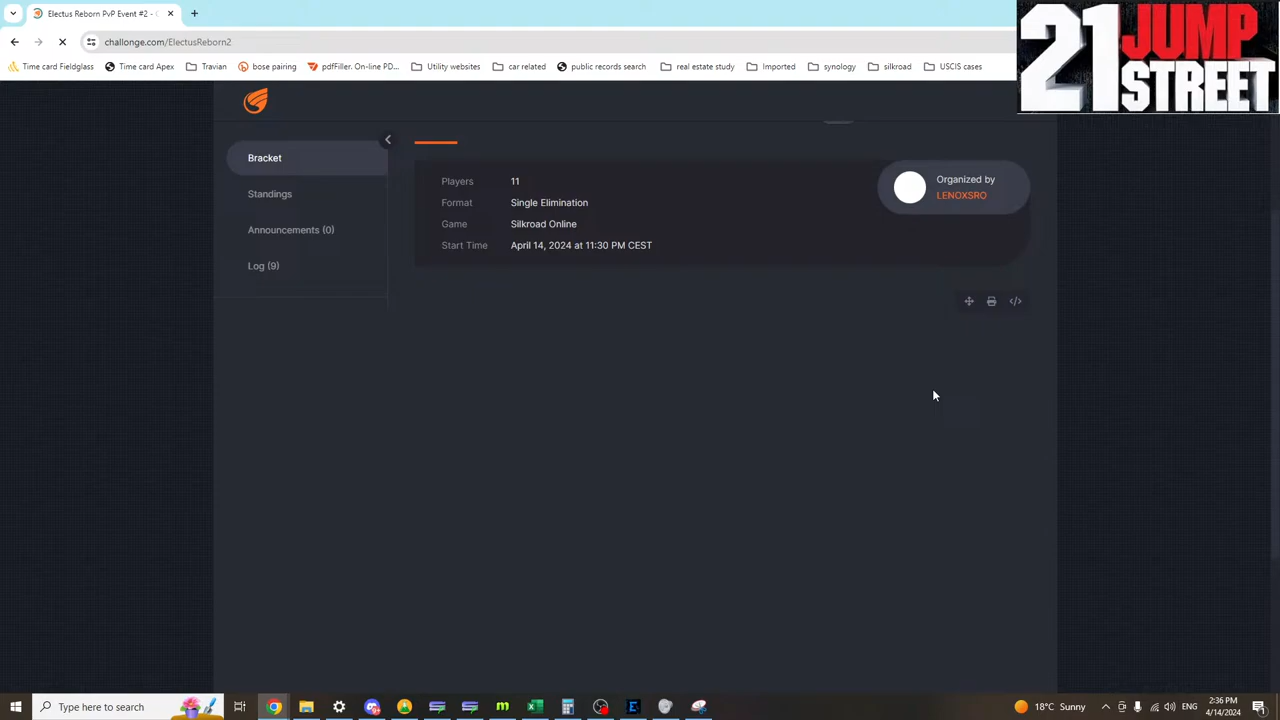 Electus Reborn PvP Event #2 - C
challonge.com/ElectusReborn2
Time card Fieldglass
Time card Apex
Travian
bose pairing
pdfFiller. On-line PD...
Utility websites
car related
public records search
real estate study
Imported
synology
silkroad
USCIS cases
21 JUMP STREET
Bracket
Standings
Announcements (0)
Log (9)
Players 11
Format Single Elimination
Game Silkroad Online
Start Time April 14, 2024 at 11:30 PM CEST
Organized by
LENOXSRO
Type here to search
18°C Sunny
2:36 PM
4/14/2024